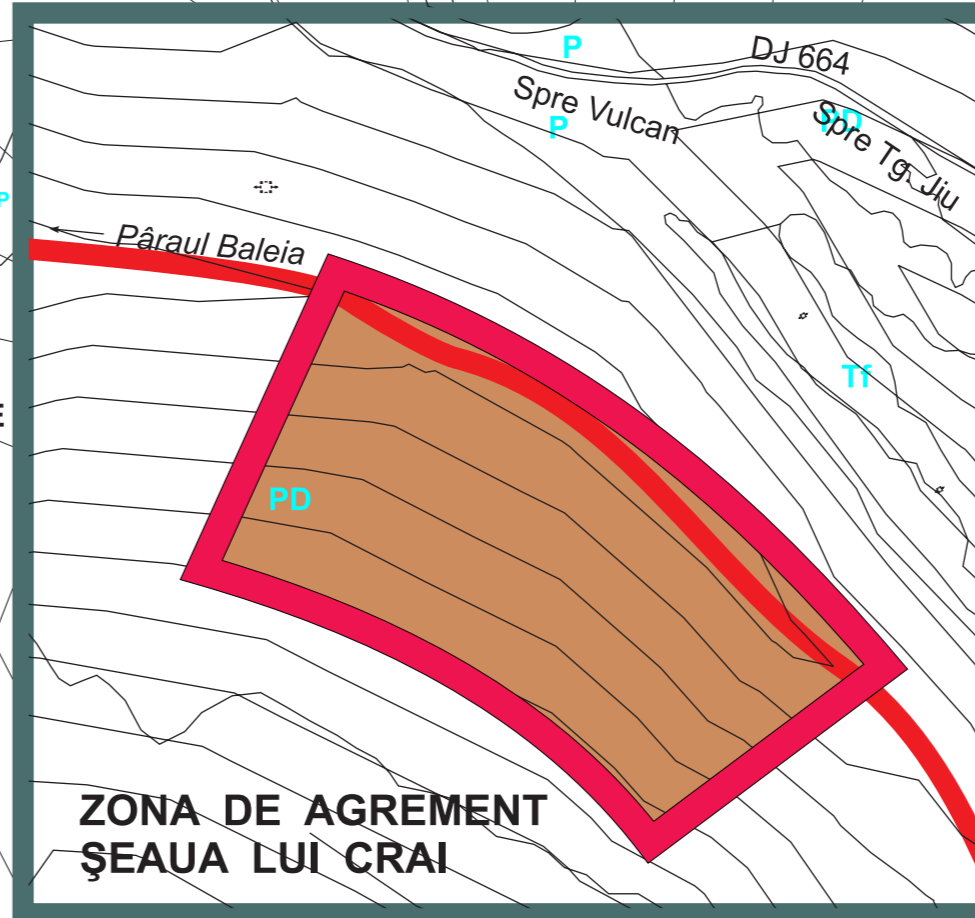 P
DJ 664
Spre Vulcan
P
PD
Spre Tg. Jiu
P
Pâraul Baleia
Tf
E
PD
ZONA DE AGREMENT
ŞEAUA LUI CRAI